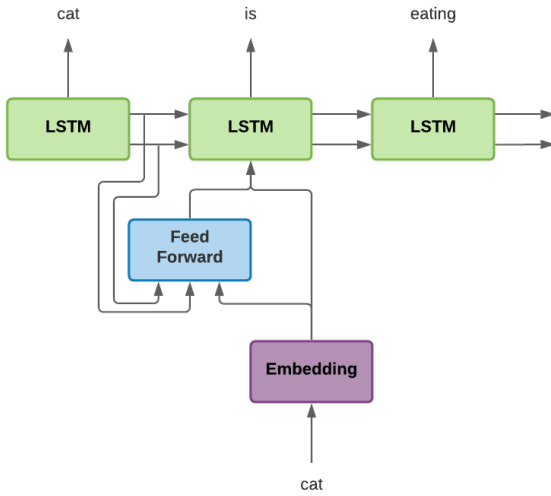 cat
is
eating
LSTM
LSTM
LSTM
Feed
Forward
Embedding
cat